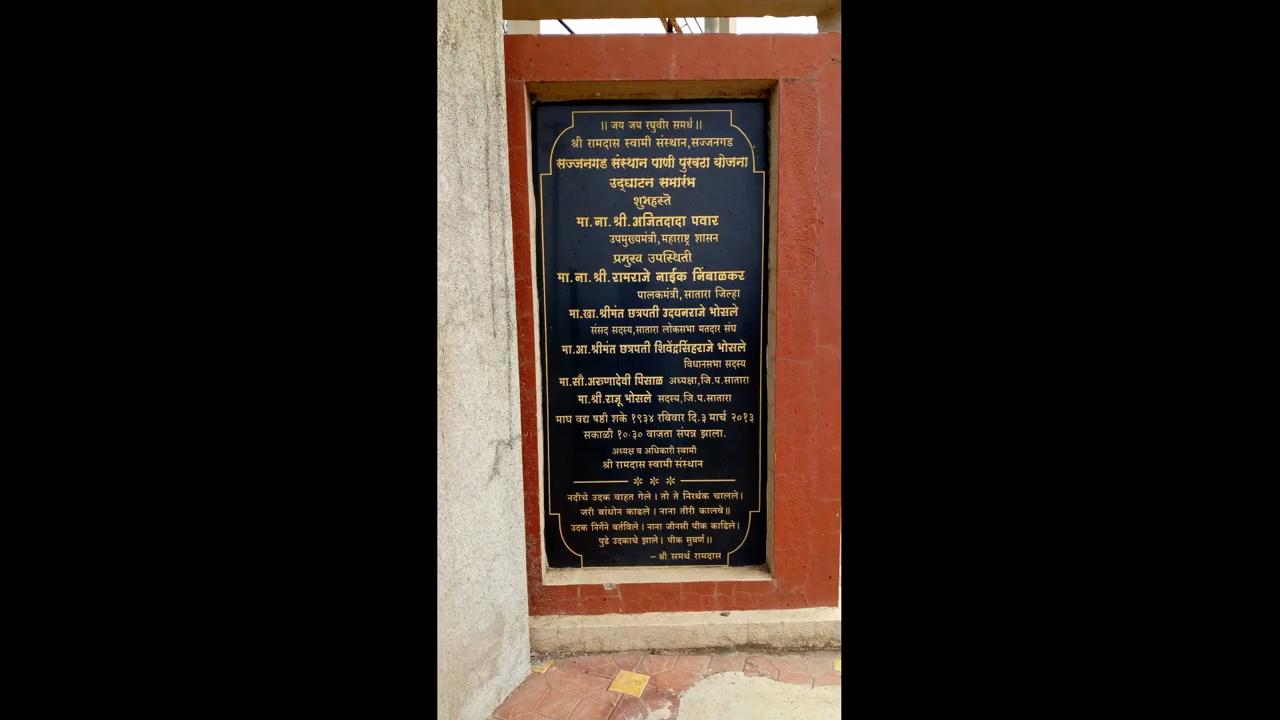 ।। जय जय रघुवीर समर्थ ।।
श्री रामदास स्वामी संस्थान,सज्जनगड
सज्जनगड संस्थान पाणी पुरवठा योजना
उद्घाटन समारंभ
शुभहस्ते
मा.ना.श्री.अजितदादा पवार
उपमुख्यमंत्री,महाराष्ट्र शासन
प्रमुख उपस्थिती
मा.ना.श्री.रामराजे नाईक निंबाळकर
पालकमंत्री,सातारा जिल्हा
मा.खा.श्रीमंत छत्रपती उदयनराजे भोसले
संसद सदस्य,सातारा लोकसभा मतदार संघ
मा.आ.श्रीमंत छत्रपती शिवेंद्रसिंहराजे भोसले
विधानसभा सदस्य
मा.सौ.अरुणादेवी पिसाळ अध्यक्षा,जि.प.सातारा
मा.श्री.राजू भोसले सदस्य,जि.प.सातारा
माघ वद्य षष्ठी शके १९३४ रविवार दि.३ मार्च २०१३
सकाळी १०.३० वाजता संपन्न झाला.
अध्यक्ष व अधिकारी स्वामी
श्री रामदास स्वामी संस्थान
नदीचे उदक वाहत गेले। तो ते निरर्थक चालले।
जरी बांधोन काढले। नाना तीरी कालवे॥
उदक निगेने वर्तविले। नाना जीनसी पीक काढिले।
पुढे उदकाचे झाले। पीक सुवर्ण॥
– श्री समर्थ रामदास